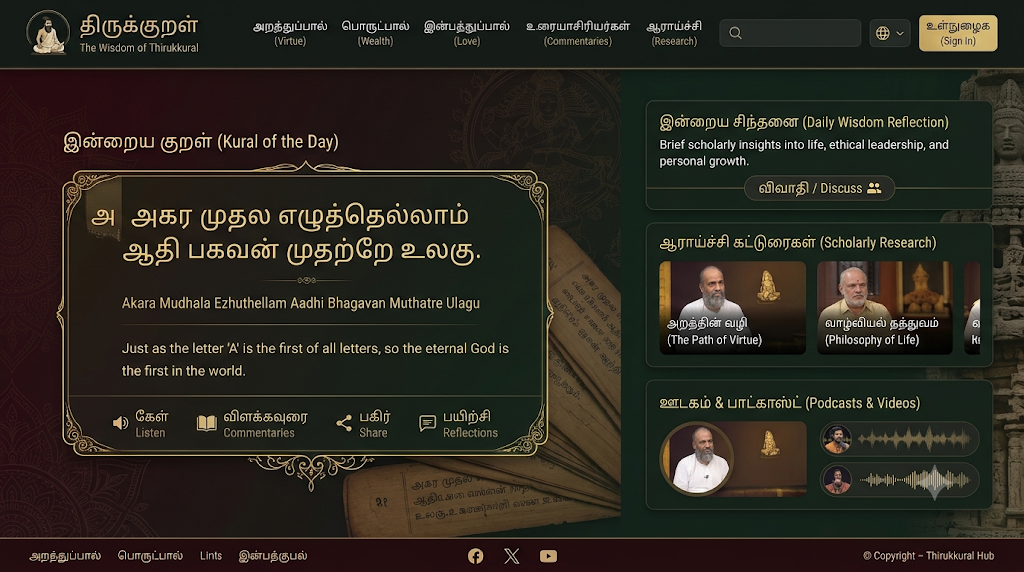 திருக்குறள்
The Wisdom of Thirukkural
அறத்துப்பால்
(Virtue)
பொருட்பால்
(Wealth)
இன்பத்துப்பால்
(Love)
உரையாசிரியர்கள்
(Commentaries)
ஆராய்ச்சி
(Research)
உள்நுழைக
(Sign In)
இன்றைய குறள் (Kural of the Day)
அ அகர முதல எழுத்தெல்லாம்
ஆதி பகவன் முதற்றே உலகு.
Akara Mudhala Ezhuthellam Aadhi Bhagavan Muthatre Ulagu
Just as the letter 'A' is the first of all letters, so the eternal God is
the first in the world.
கேள்
Listen
விளக்கவுரை
Commentaries
பகிர்
Share
பயிற்சி
Reflections
அகர முதல
இன்றைய சிந்தனை (Daily Wisdom Reflection)
Brief scholarly insights into life, ethical leadership, and
personal growth.
விவாதி / Discuss
ஆராய்ச்சி கட்டுரைகள் (Scholarly Research)
அறத்தின் வழி
(The Path of Virtue)
வாழ்வியல் தத்துவம்
(Philosophy of Life)
ஊடகம் & பாட்காஸ்ட் (Podcasts & Videos)
அறத்துப்பால்
பொருட்பால்
Lints
இன்பத்குபல்
© Copyright – Thirukkural Hub